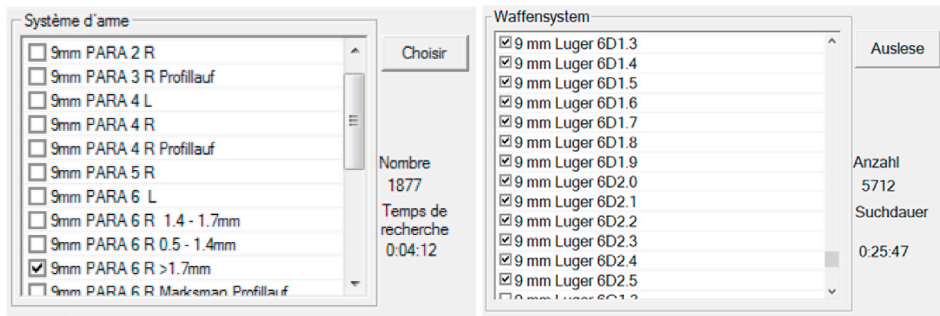 Système d'arme
9mm PARA 2 R
9mm PARA 3 R Profillauf
9mm PARA 4 L
9mm PARA 4 R
9mm PARA 4 R Profillauf
9mm PARA 5 R
9mm PARA 6 L
9mm PARA 6 R 1.4 - 1.7mm
9mm PARA 6 R 0.5 - 1.4mm
9mm PARA 6 R >1.7mm
9mm PARA 6 R Marksman Profillauf
Choisir
Nombre
1877
Temps de
recherche
0:04:12
Waffensystem
9 mm Luger 6D1.3
9 mm Luger 6D1.4
9 mm Luger 6D1.5
9 mm Luger 6D1.6
9 mm Luger 6D1.7
9 mm Luger 6D1.8
9 mm Luger 6D1.9
9 mm Luger 6D2.0
9 mm Luger 6D2.1
9 mm Luger 6D2.2
9 mm Luger 6D2.3
9 mm Luger 6D2.4
9 mm Luger 6D2.5
9 mm Luger
Auslese
Anzahl
5712
Suchdauer
0:25:47